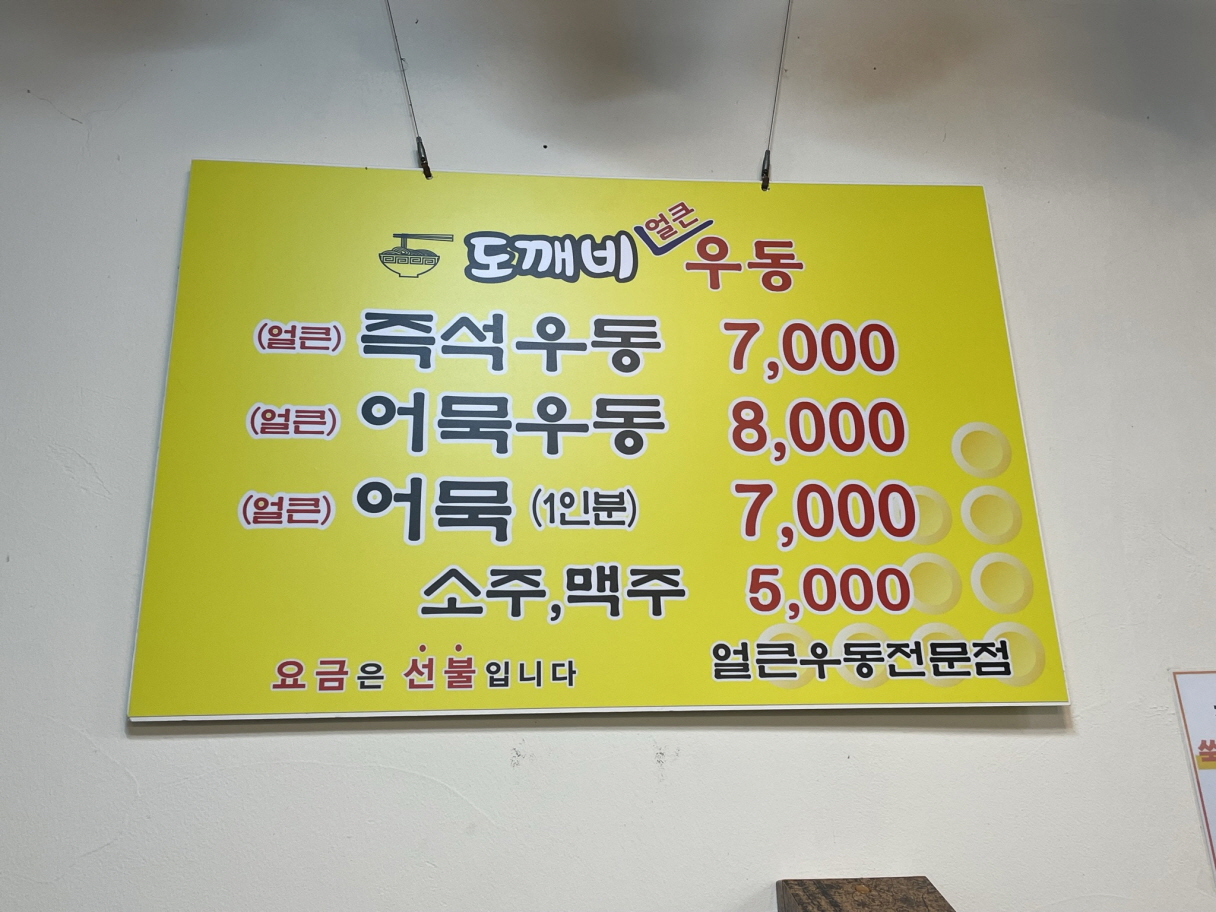 도깨비 얼큰 우동
(얼큰) 즉석우동 7,000
(얼큰) 어묵우동 8,000
(얼큰) 어묵 (1인분) 7,000
소주,맥주 5,000
요금은 선불입니다
얼큰우동전문점